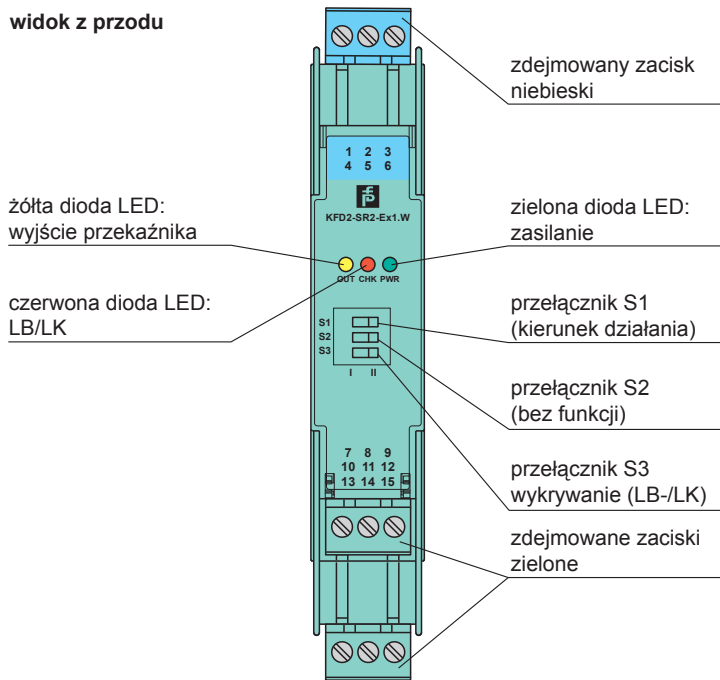 widok z przodu
zdejmowany zacisk
niebieski
1 2 3
4 5 6
KFD2-SR2-Ex1.W
żółta dioda LED:
wyjście przekaźnika
zielona dioda LED:
zasilanie
OUT CHK PWR
czerwona dioda LED:
LB/LK
przełącznik S1
(kierunek działania)
S1
S2
S3
I II
przełącznik S2
(bez funkcji)
7 8 9
10 11 12
13 14 15
przełącznik S3
wykrywanie (LB-/LK)
zdejmowane zaciski
zielone